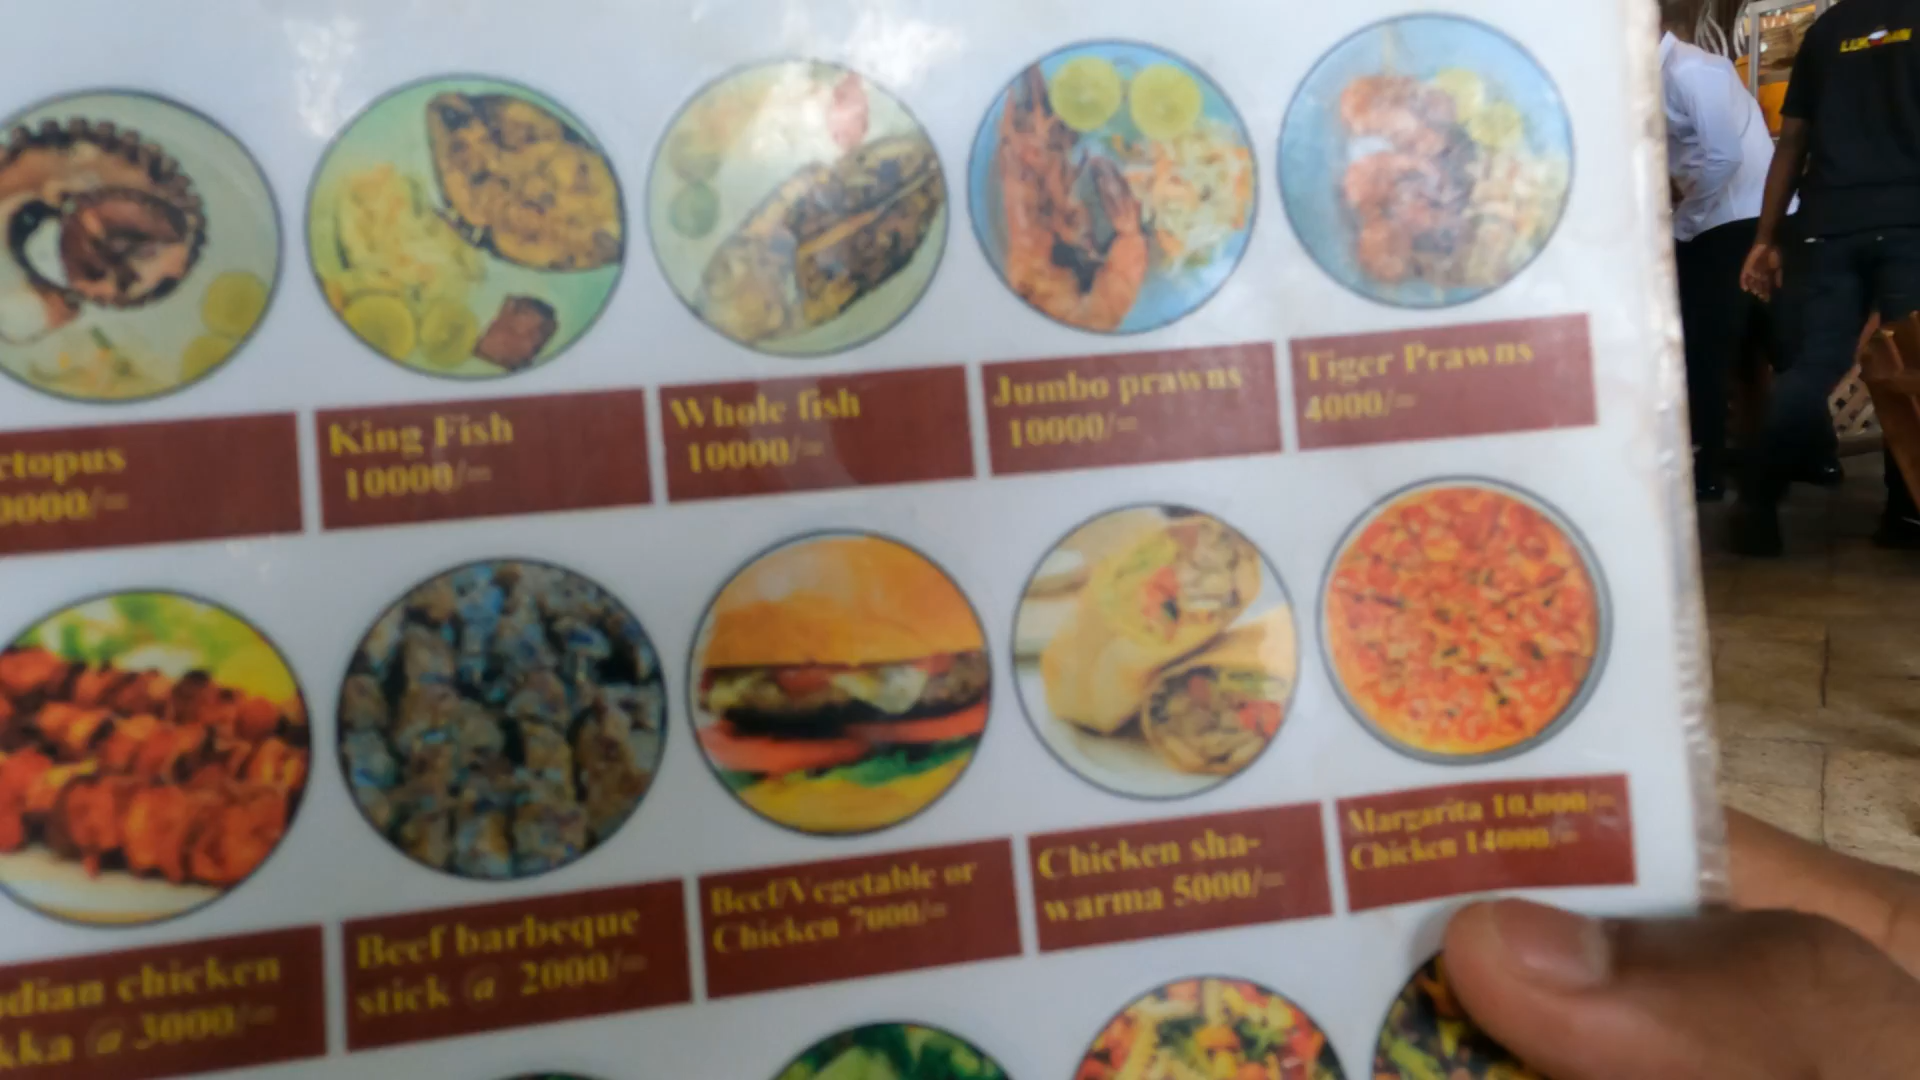 ctopus
0000/=
King Fish
10000/=
Whole fish
10000/=
Jumbo prawns
10000/=
Tiger Prawns
4000/=
dian chicken
kka @ 3000/=
Beef barbeque
stick @ 2000/=
Beef/Vegetable or
Chicken 7000/=
Chicken sha-
warma 5000/=
Margarita 10,000/=
Chicken 14000/=